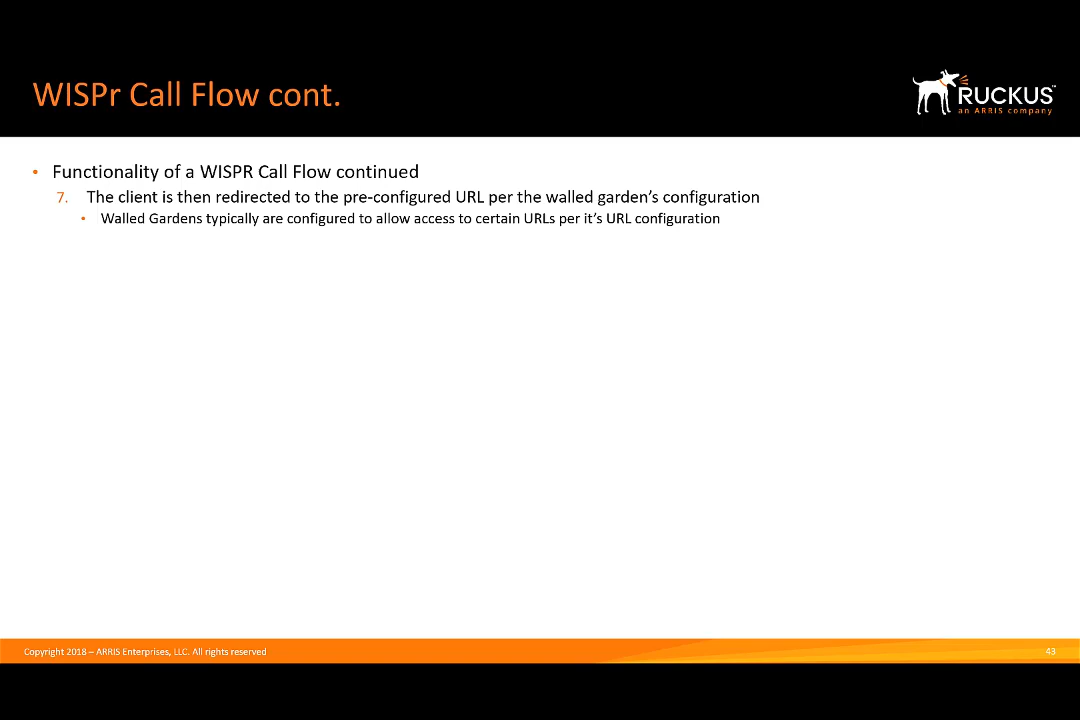 WISPr Call Flow cont.
RUCKUS™
an ARRIS company
• Functionality of a WISPR Call Flow continued
7. The client is then redirected to the pre-configured URL per the walled garden’s configuration
• Walled Gardens typically are configured to allow access to certain URLs per it’s URL configuration
Copyright 2018 – ARRIS Enterprises, LLC. All rights reserved
43